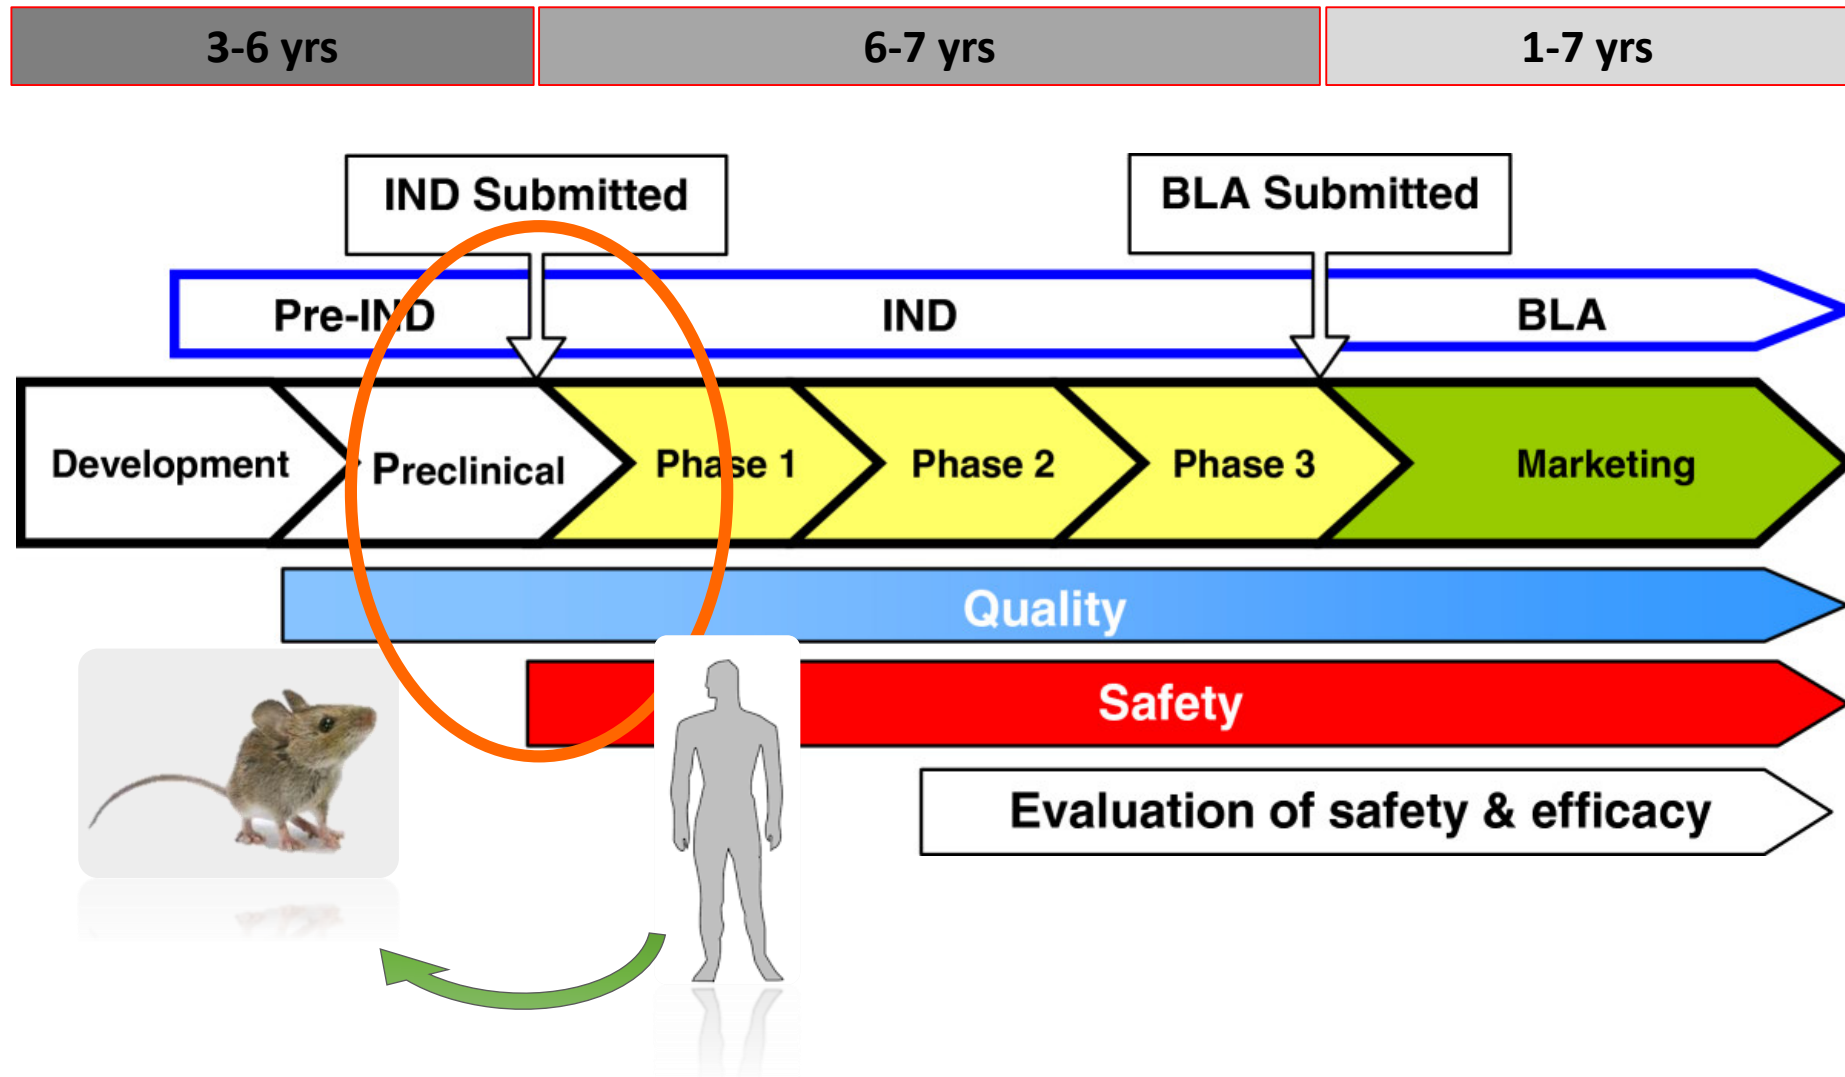 3-6 yrs
6-7 yrs
1-7 yrs
IND Submitted
BLA Submitted
Pre-IND
IND
BLA
Development
Preclinical
Phase 1
Phase 2
Phase 3
Marketing
Quality
Safety
Evaluation of safety & efficacy